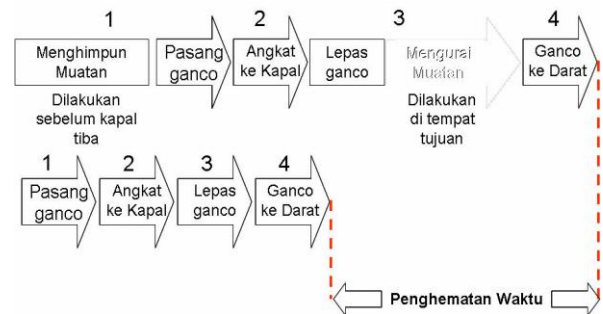 1
2
3
4
Menghimpun
Muatan
Pasang
ganco
Angkat
ke Kapal
Lepas
ganco
Mengurai
Muatan
Ganco
ke Darat
Dilakukan
sebelum kapal
tiba
Dilakukan
di tempat
tujuan
1
2
3
4
Pasang
ganco
Angkat
ke Kapal
Lepas
ganco
Ganco
ke Darat
Penghematan Waktu